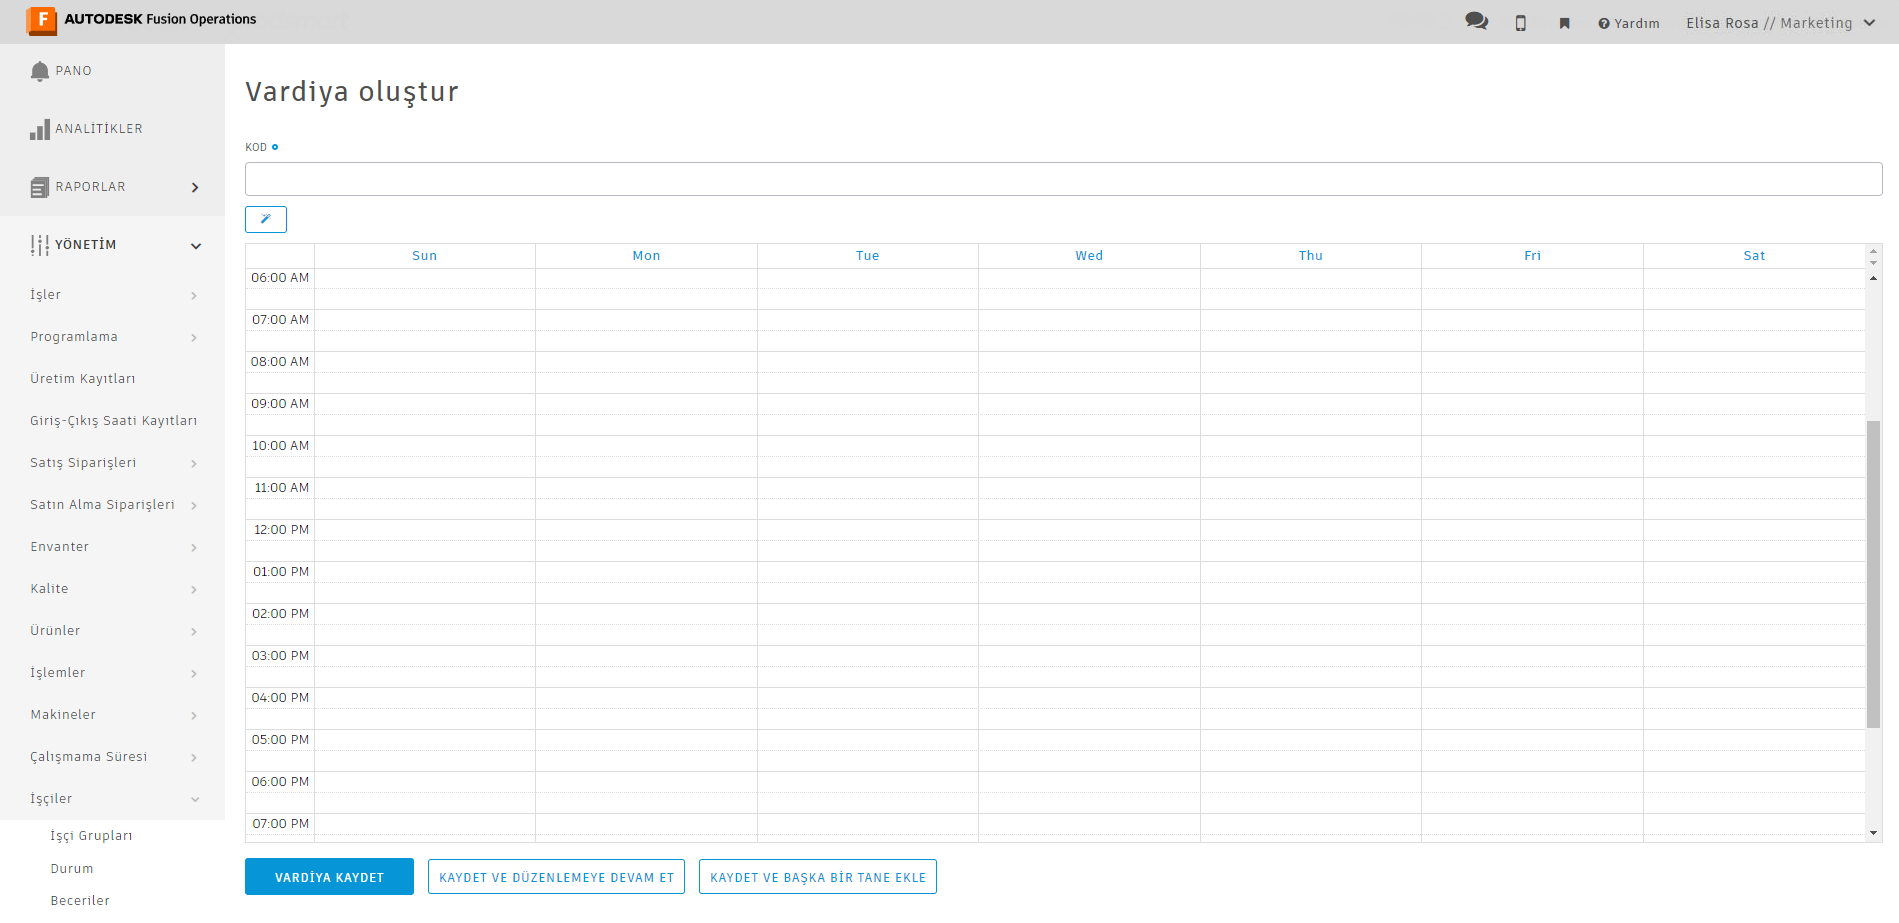 AUTODESK Fusion Operations
Yardım
Elisa Rosa // Marketing
PANO
ANALİTİKLER
RAPORLAR
YÖNETİM
İşler
Programlama
Üretim Kayıtları
Giriş-Çıkış Saati Kayıtları
Satış Siparişleri
Satın Alma Siparişleri
Envanter
Kalite
Ürünler
İşlemler
Makineler
Çalışmama Süresi
İşçiler
İşçi Grupları
Durum
Beceriler
Vardiya oluştur
KOD
Sun Mon Tue Wed Thu Fri Sat
06:00 AM
07:00 AM
08:00 AM
09:00 AM
10:00 AM
11:00 AM
12:00 PM
01:00 PM
02:00 PM
03:00 PM
04:00 PM
05:00 PM
06:00 PM
07:00 PM
VARDİYA KAYDET
KAYDET VE DÜZENLEMEYE DEVAM ET
KAYDET VE BAŞKA BİR TANE EKLE